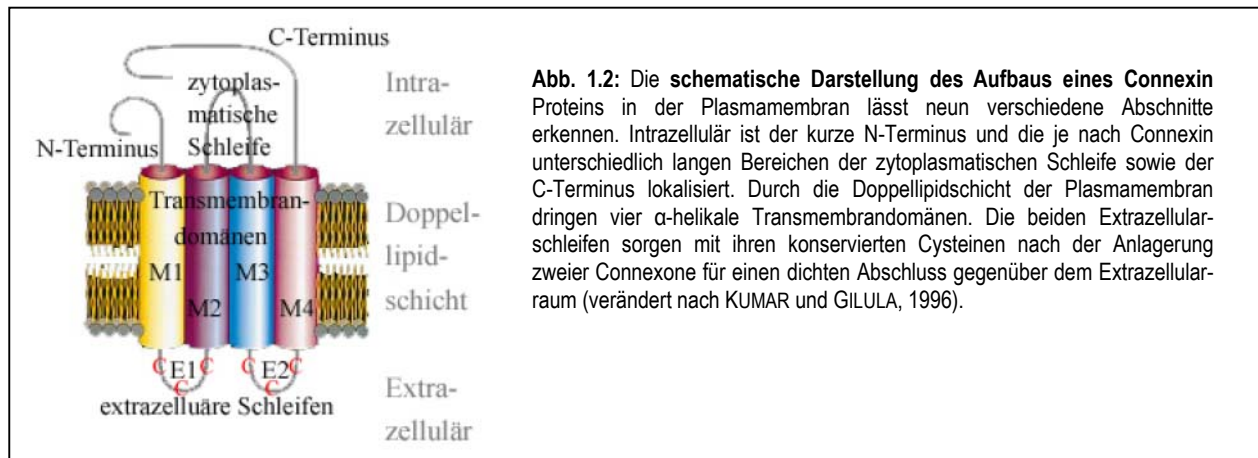 C-Terminus
zytoplas-
matische
Schleife
N-Terminus
Transmembran-
domänen
M1
M2
M3
M4
C
E1
C
C
C
E2
C
C
extrazelluäre Schleifen
Intra-
zellulär
Doppel-
lipid-
schicht
Extra-
zellulär
Abb. 1.2: Die schematische Darstellung des Aufbaus eines Connexin
Proteins in der Plasmamembran lässt neun verschiedene Abschnitte
erkennen. Intrazellulär ist der kurze N-Terminus und die je nach Connexin
unterschiedlich langen Bereichen der zytoplasmatischen Schleife sowie der
C-Terminus lokalisiert. Durch die Doppellipidschicht der Plasmamembran
dringen vier α-helikale Transmembrandomänen. Die beiden Extrazellular-
schleifen sorgen mit ihren konservierten Cysteinen nach der Anlagerung
zweier Connexone für einen dichten Abschluss gegenüber dem Extrazellular-
raum (verändert nach KUMAR und GILULA, 1996).